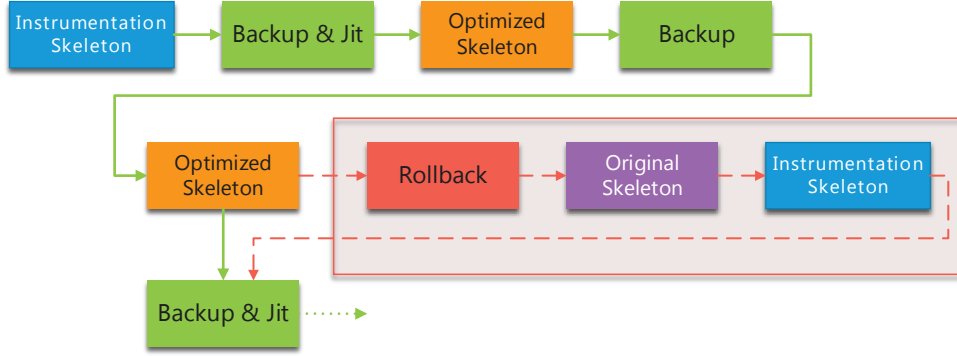 Instrumentation
Skeleton
Backup & Jit
Optimized
Skeleton
Backup
Optimized
Skeleton
Rollback
Original
Skeleton
Instrumentation
Skeleton
Backup & Jit